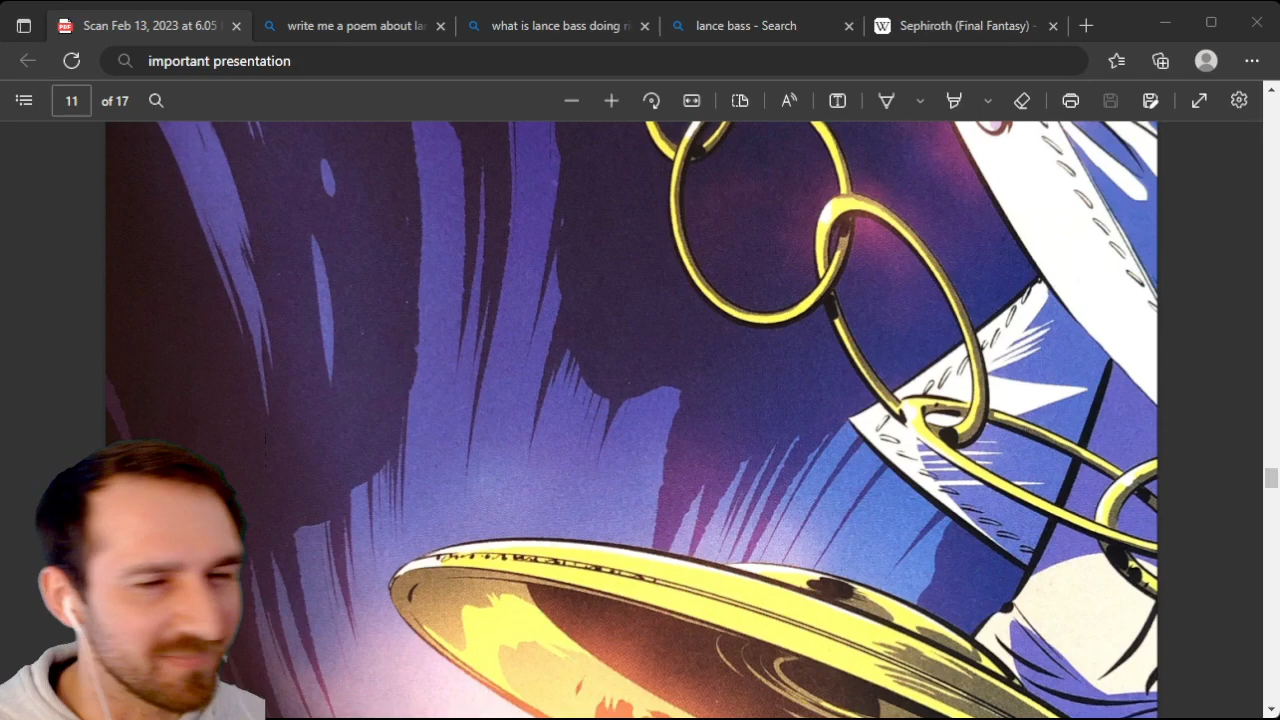 Scan Feb 13, 2023 at 6.05
write me a poem about la
what is lance bass doing ri
lance bass - Search
W
Sephiroth (Final Fantasy) -
important presentation
11
of 17